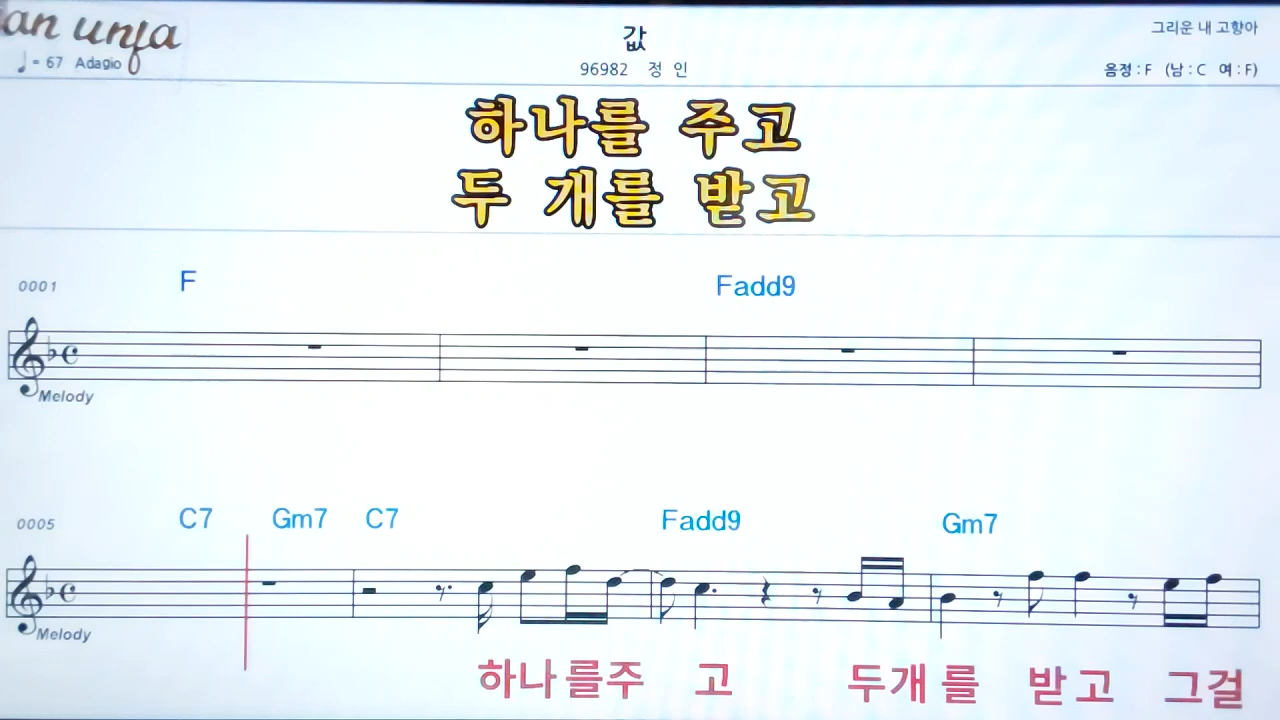 an unfa
♩= 67 Adagio
값
96982 정 인
그리운 내 고향아
음정 : F (남 : C 여 : F)
하나를 주고
두 개를 받고
0001 F Fadd9
Melody
0005 C7 Gm7 C7 Fadd9 Gm7
Melody
하나 를주 고 두개 를 받고 그걸